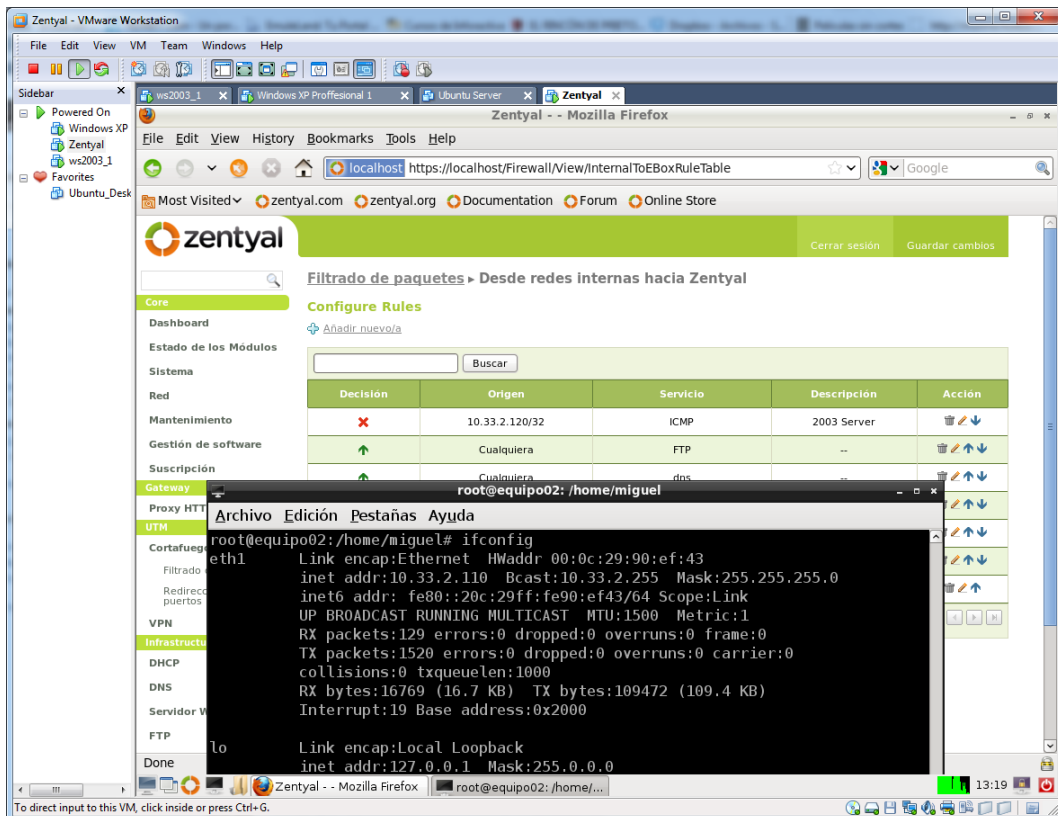 Zentyal - VMware Workstation
File Edit View VM Team Windows Help
Sidebar
Powered On
Windows XP
Zentyal
ws2003_1
Favorites
Ubuntu_Desk
ws2003_1
Windows XP Proffesional 1
Ubuntu Server
Zentyal
Zentyal - - Mozilla Firefox
File Edit View History Bookmarks Tools Help
localhost https://localhost/Firewall/View/InternalToEBoxRuleTable
Google
Most Visited zentyal.com zentyal.org Documentation Forum Online Store
zentyal
Cerrar sesión Guardar cambios
Core
Dashboard
Estado de los Módulos
Sistema
Red
Mantenimiento
Gestión de software
Suscripción
Gateway
Proxy HTT
UTM
Cortafueg
Filtrado
Redirecc
puertos
VPN
Infrastructu
DHCP
DNS
Servidor W
FTP
Filtrado de paquetes ▸ Desde redes internas hacia Zentyal
Configure Rules
Añadir nuevo/a
Buscar
Decisión Origen Servicio Descripción Acción
10.33.2.120/32 ICMP 2003 Server
Cualquiera FTP --
Cualquiera dns --
root@equipo02: /home/miguel
Archivo Edición Pestañas Ayuda
root@equipo02:/home/miguel# ifconfig
eth1 Link encap:Ethernet HWaddr 00:0c:29:90:ef:43
inet addr:10.33.2.110 Bcast:10.33.2.255 Mask:255.255.255.0
inet6 addr: fe80::20c:29ff:fe90:ef43/64 Scope:Link
UP BROADCAST RUNNING MULTICAST MTU:1500 Metric:1
RX packets:129 errors:0 dropped:0 overruns:0 frame:0
TX packets:1520 errors:0 dropped:0 overruns:0 carrier:0
collisions:0 txqueuelen:1000
RX bytes:16769 (16.7 KB) TX bytes:109472 (109.4 KB)
Interrupt:19 Base address:0x2000
lo Link encap:Local Loopback
inet addr:127.0.0.1 Mask:255.0.0.0
Done
Zentyal - - Mozilla Firefox
root@equipo02: /home/...
13:19
To direct input to this VM, click inside or press Ctrl+G.